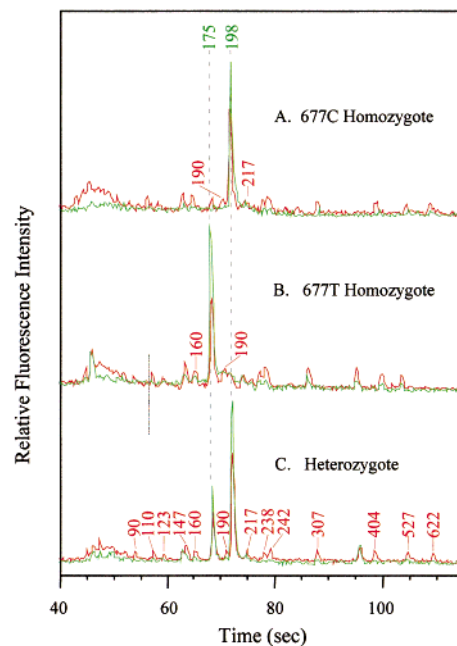 175 198
A. 677C Homozygote
190 217
B. 677T Homozygote
160 190
C. Heterozygote
90 110 123 147 160 190 217 238 242 307 404 527 622
40 60 80 100
Time (sec)
Relative Fluorescence Intensity